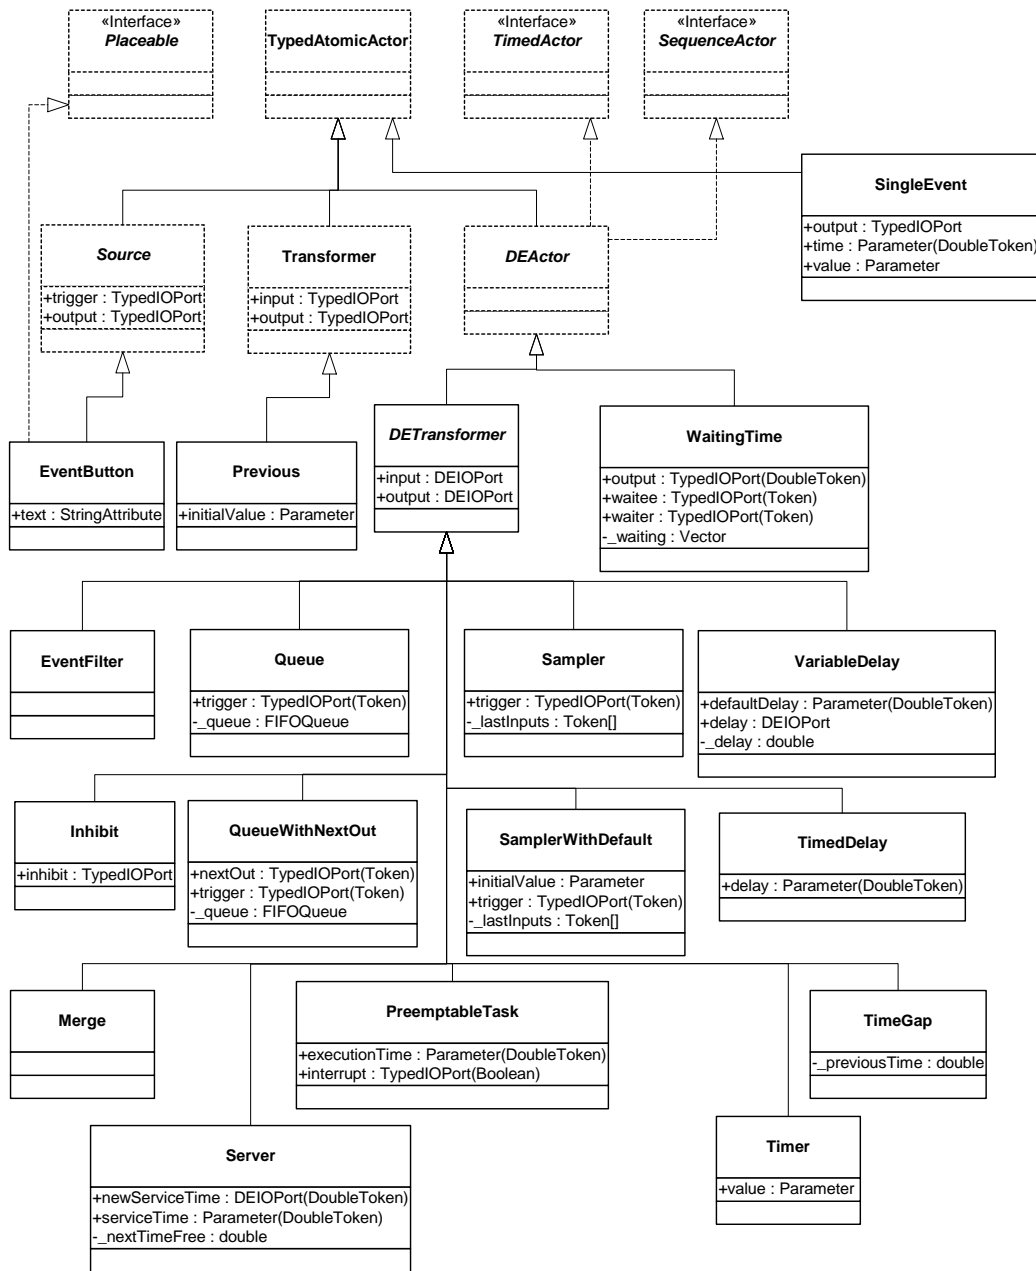 «Interface»
Placeable
TypedAtomicActor
«Interface»
TimedActor
«Interface»
SequenceActor
SingleEvent
+output : TypedIOPort
+time : Parameter(DoubleToken)
+value : Parameter
Source
+trigger : TypedIOPort
+output : TypedIOPort
Transformer
+input : TypedIOPort
+output : TypedIOPort
DEActor
EventButton
+text : StringAttribute
Previous
+initialValue : Parameter
DETransformer
+input : DEIOPort
+output : DEIOPort
WaitingTime
+output : TypedIOPort(DoubleToken)
+waitee : TypedIOPort(Token)
+waiter : TypedIOPort(Token)
-_waiting : Vector
EventFilter
Queue
+trigger : TypedIOPort(Token)
-_queue : FIFOQueue
Sampler
+trigger : TypedIOPort(Token)
-_lastInputs : Token[]
VariableDelay
+defaultDelay : Parameter(DoubleToken)
+delay : DEIOPort
-_delay : double
Inhibit
+inhibit : TypedIOPort
QueueWithNextOut
+nextOut : TypedIOPort(Token)
+trigger : TypedIOPort(Token)
-_queue : FIFOQueue
SamplerWithDefault
+initialValue : Parameter
+trigger : TypedIOPort(Token)
-_lastInputs : Token[]
TimedDelay
+delay : Parameter(DoubleToken)
Merge
PreemptableTask
+executionTime : Parameter(DoubleToken)
+interrupt : TypedIOPort(Boolean)
TimeGap
-_previousTime : double
Server
+newServiceTime : DEIOPort(DoubleToken)
+serviceTime : Parameter(DoubleToken)
-_nextTimeFree : double
Timer
+value : Parameter